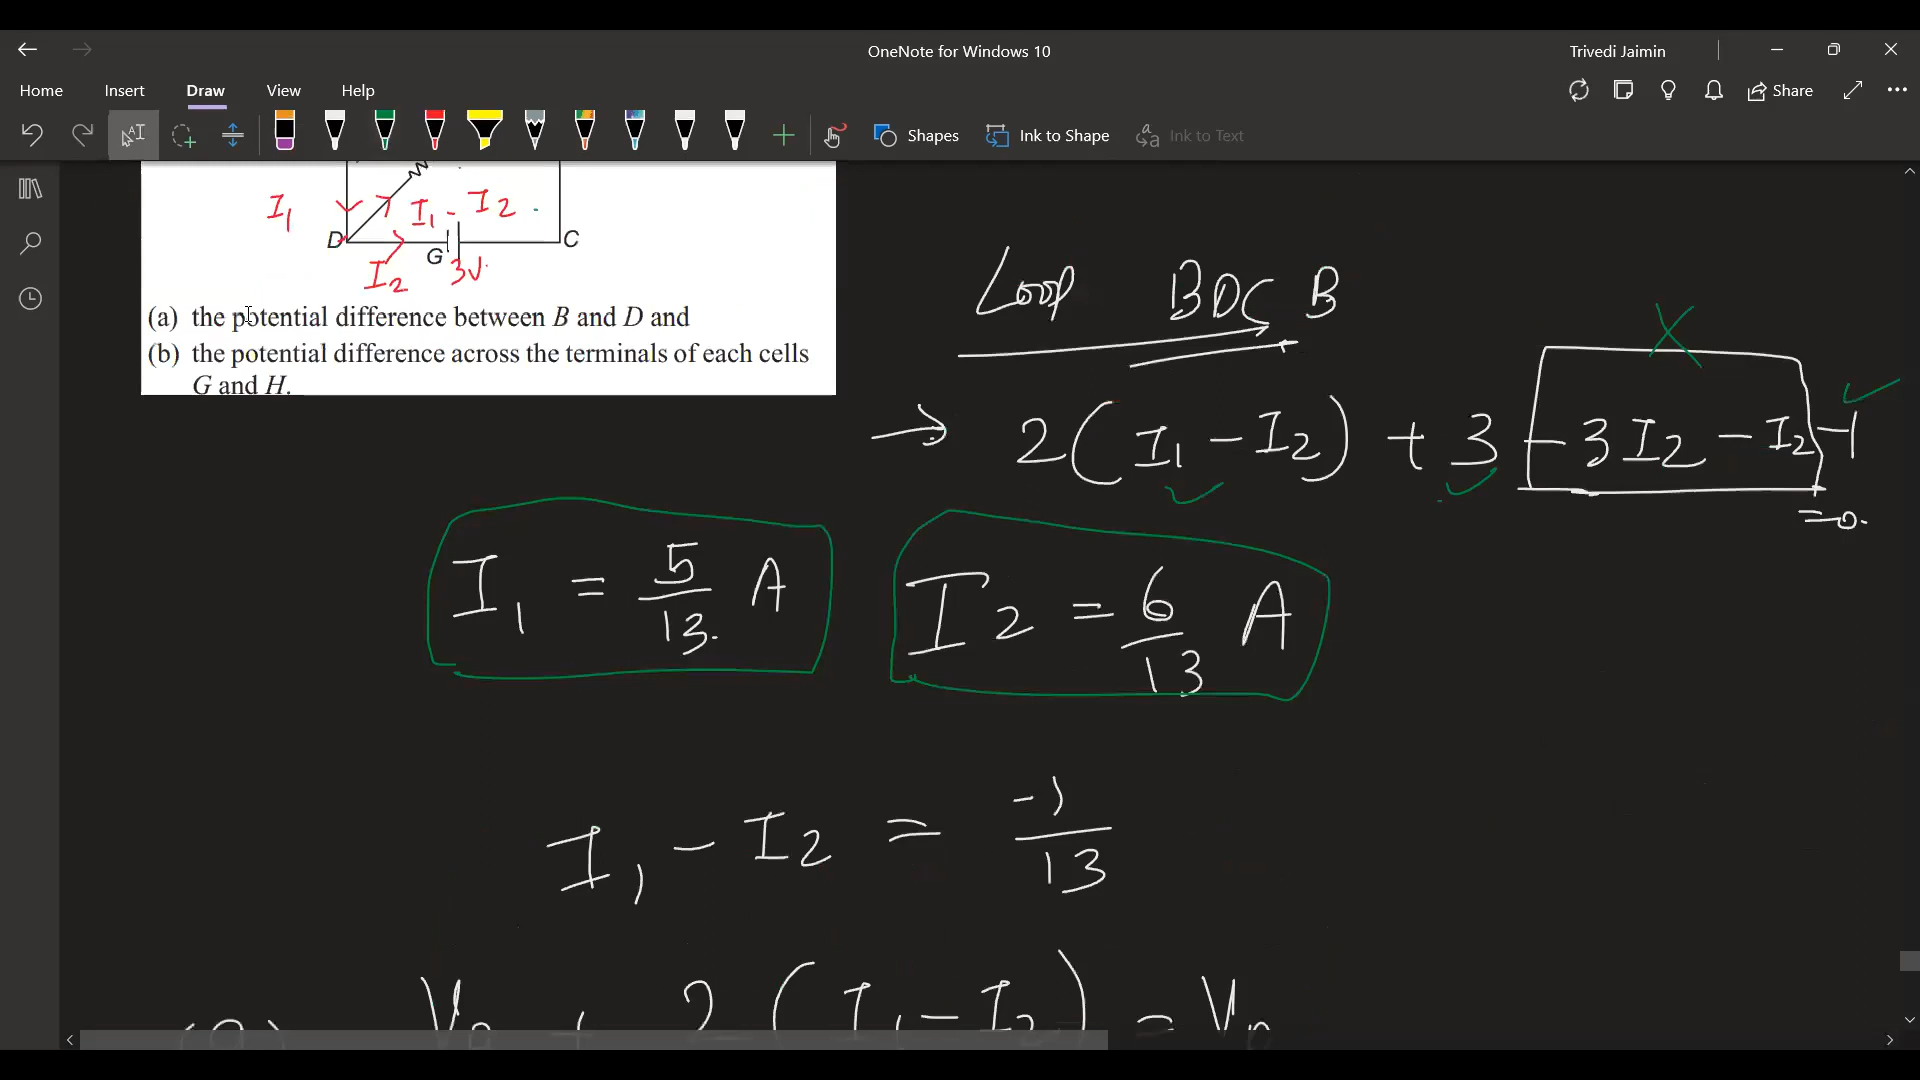 OneNote for Windows 10
Trivedi Jaimin
Home Insert Draw View Help
Share
Shapes
Ink to Shape
Ink to Text
I1
I1 - I2
D
C
G
I2
3V
(a) the potential difference between B and D and
(b) the potential difference across the terminals of each cells
G and H.
Loop BDCB
→ 2(I1 - I2) + 3 - 3I2 - I2 - 1
= 0.
I1 = 5/13 A
I2 = 6/13 A
I1 - I2 = -1/13
+ 2(I1 - I2) =